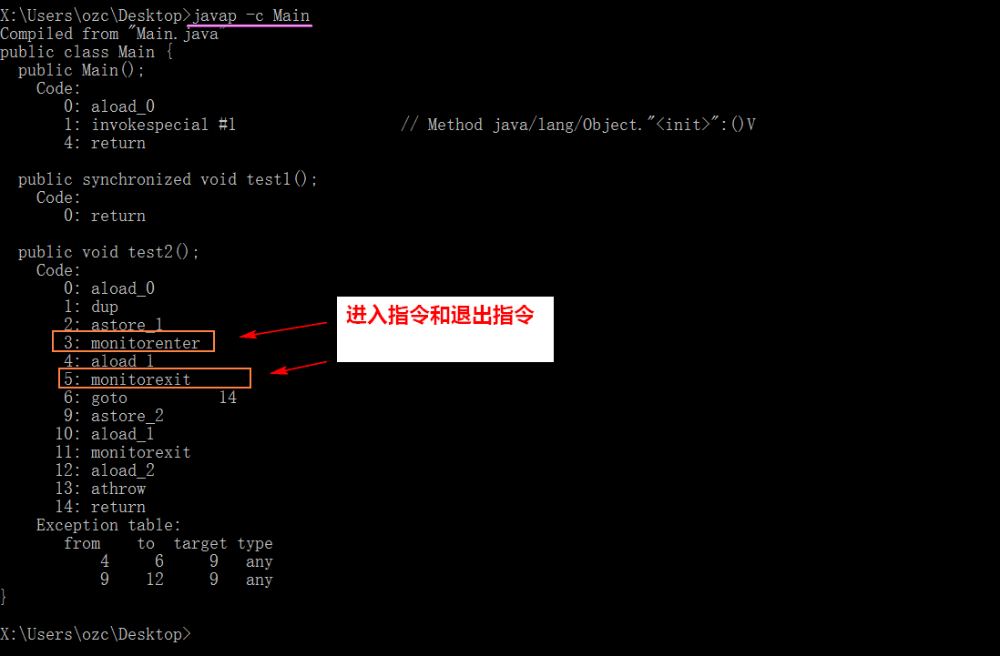 X:\Users\ozc\Desktop>javap -c Main
Compiled from "Main.java"
public class Main {
  public Main();
    Code:
       0: aload_0
       1: invokespecial #1                  // Method java/lang/Object."<init>":()V
       4: return

  public synchronized void test1();
    Code:
       0: return

  public void test2();
    Code:
       0: aload_0
       1: dup
       2: astore_1
       3: monitorenter
       4: aload_1
       5: monitorexit
       6: goto          14
       9: astore_2
      10: aload_1
      11: monitorexit
      12: aload_2
      13: athrow
      14: return
    Exception table:
       from    to  target type
           4     6     9   any
           9    12     9   any
}

X:\Users\ozc\Desktop>
进入指令和退出指令